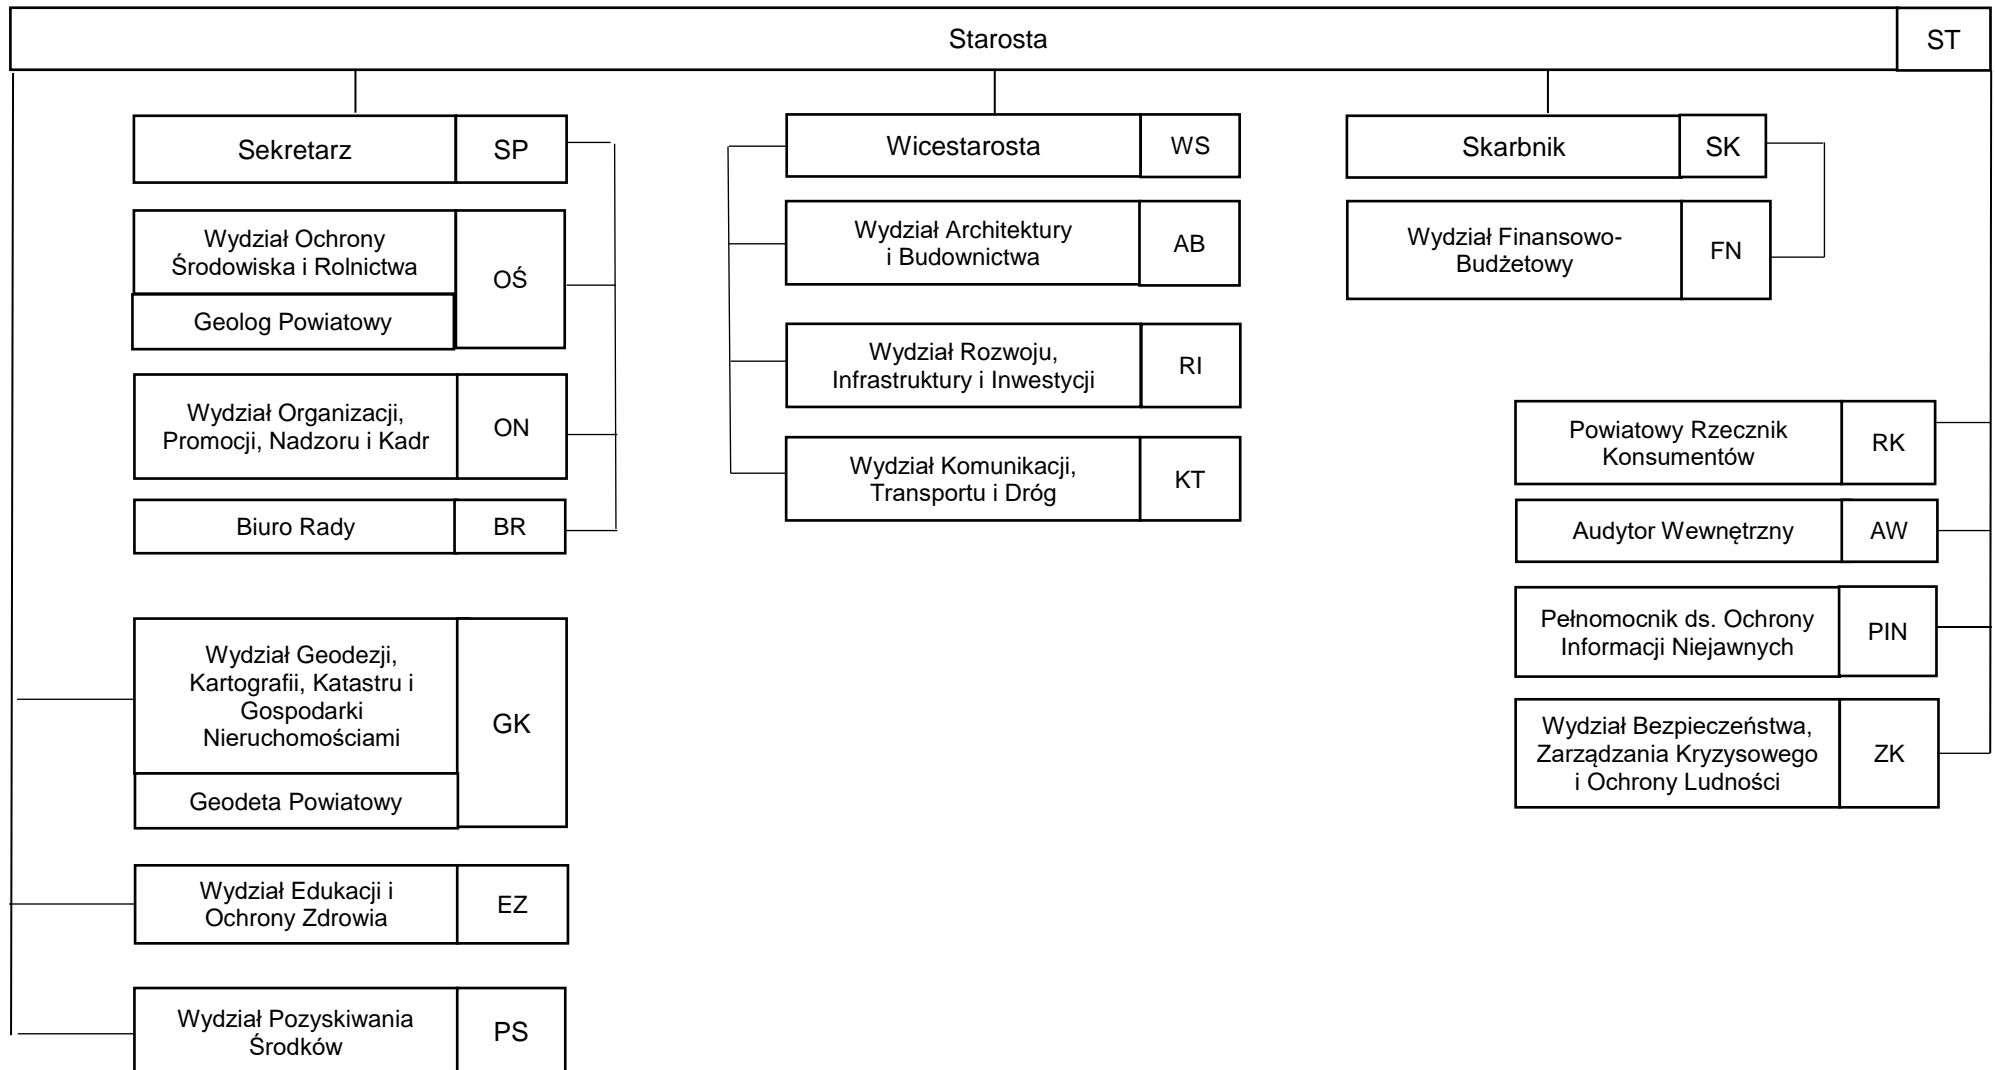 Starosta
ST
Sekretarz
SP
Wydział Ochrony
Środowiska i Rolnictwa
OŚ
Geolog Powiatowy
Wydział Organizacji,
Promocji, Nadzoru i Kadr
ON
Biuro Rady
BR
Wydział Geodezji,
Kartografii, Katastru i
Gospodarki
Nieruchomościami
GK
Geodeta Powiatowy
Wydział Edukacji i
Ochrony Zdrowia
EZ
Wydział Pozyskiwania
Środków
PS
Wicestarosta
WS
Wydział Architektury
i Budownictwa
AB
Wydział Rozwoju,
Infrastruktury i Inwestycji
RI
Wydział Komunikacji,
Transportu i Dróg
KT
Skarbnik
SK
Wydział Finansowo-
Budżetowy
FN
Powiatowy Rzecznik
Konsumentów
RK
Audytor Wewnętrzny
AW
Pełnomocnik ds. Ochrony
Informacji Niejawnych
PIN
Wydział Bezpieczeństwa,
Zarządzania Kryzysowego
i Ochrony Ludności
ZK